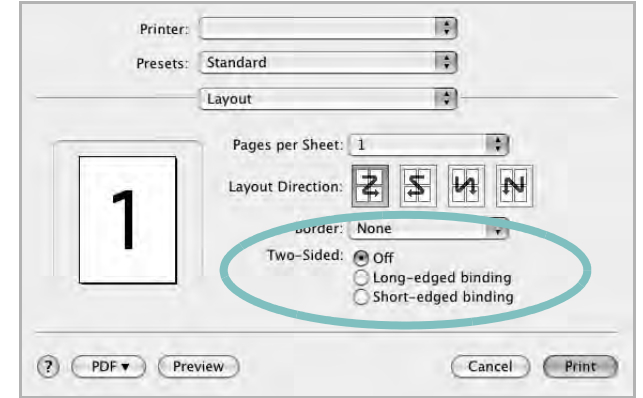 Printer:
Presets: Standard
Layout
Pages per Sheet: 1
Layout Direction:
1
Border: None
Two-Sided: Off
Long-edged binding
Short-edged binding
? PDF ▼ Preview Cancel Print